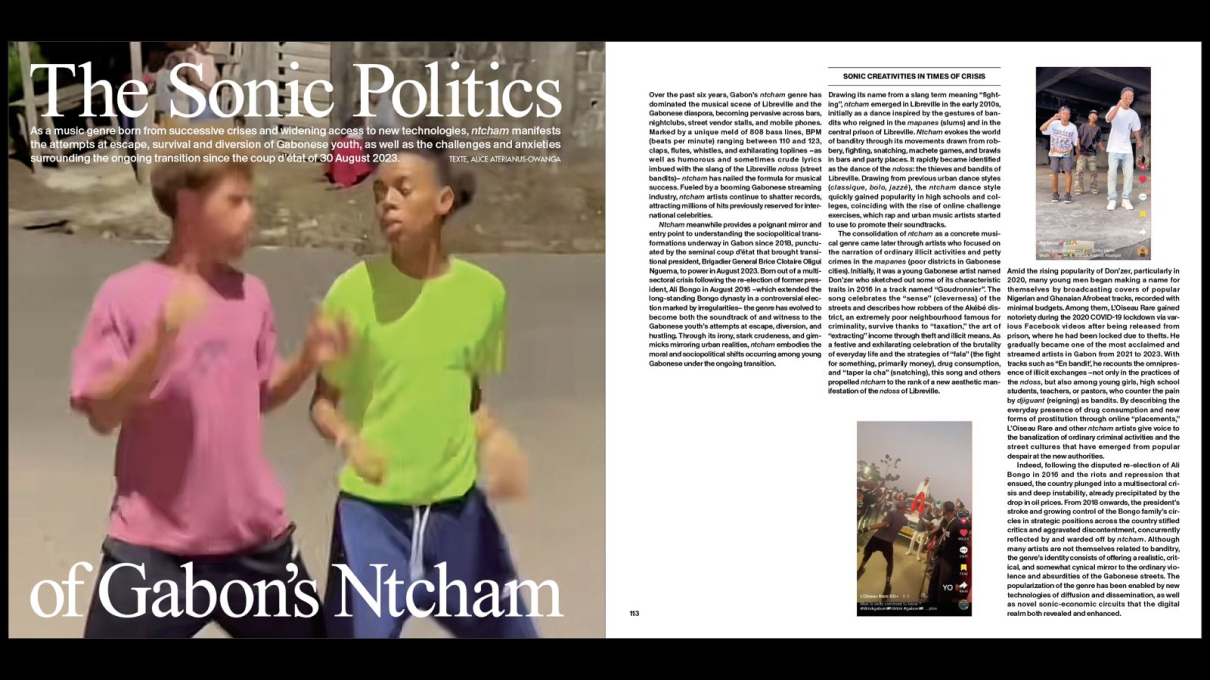 The Sonic Politics
As a music genre born from successive crises and widening access to new technologies, ntcham manifests
the attempts at escape, survival and diversion of Gabonese youth, as well as the challenges and anxieties
surrounding the ongoing transition since the coup d'état of 30 August 2023.
TEXTE, ALICE ATERIANUS-OWANGA
of Gabon's Ntcham
Over the past six years, Gabon's ntcham genre has
dominated the musical scene of Libreville and the
Gabonese diaspora, becoming pervasive across bars,
nightclubs, street vendor stalls, and mobile phones.
Marked by a unique meld of 808 bass lines, BPM
(beats per minute) ranging between 110 and 123,
claps, flutes, whistles, and exhilarating toplines –as
well as humorous and sometimes crude lyrics
imbued with the slang of the Libreville ndoss (street
bandits)– ntcham has nailed the formula for musical
success. Fueled by a booming Gabonese streaming
industry, ntcham artists continue to shatter records,
attracting millions of hits previously reserved for inter-
national celebrities.
Ntcham meanwhile provides a poignant mirror and
entry point to understanding the sociopolitical trans-
formations underway in Gabon since 2018, punctu-
ated by the seminal coup d'état that brought transi-
tional president, Brigadier General Brice Clotaire Oligui
Nguema, to power in August 2023. Born out of a multi-
sectoral crisis following the re-election of former pres-
ident, Ali Bongo in August 2016 –which extended the
long-standing Bongo dynasty in a controversial elec-
tion marked by irregularities– the genre has evolved to
become both the soundtrack of and witness to the
Gabonese youth's attempts at escape, diversion, and
hustling. Through its irony, stark crudeness, and gim-
micks mirroring urban realities, ntcham embodies the
moral and sociopolitical shifts occurring among young
Gabonese under the ongoing transition.
113
SONIC CREATIVITIES IN TIMES OF CRISIS
Drawing its name from a slang term meaning "fight-
ing", ntcham emerged in Libreville in the early 2010s,
initially as a dance inspired by the gestures of ban-
dits who reigned in the mapanes (slums) and in the
central prison of Libreville. Ntcham evokes the world
of banditry through its movements drawn from rob-
bery, fighting, snatching, machete games, and brawls
in bars and party places. It rapidly became identified
as the dance of the ndoss: the thieves and bandits of
Libreville. Drawing from previous urban dance styles
(classique, bolo, jazzé), the ntcham dance style
quickly gained popularity in high schools and col-
leges, coinciding with the rise of online challenge
exercises, which rap and urban music artists started
to use to promote their soundtracks.
The consolidation of ntcham as a concrete musi-
cal genre came later through artists who focused on
the narration of ordinary illicit activities and petty
crimes in the mapanes (poor districts in Gabonese
cities). Initially, it was a young Gabonese artist named
Don'zer who sketched out some of its characteristic
traits in 2016 in a track named "Goudronnier". The
song celebrates the "sense" (cleverness) of the
streets and describes how robbers of the Akébé dis-
trict, an extremely poor neighbourhood famous for
criminality, survive thanks to "taxation," the art of
"extracting" income through theft and illicit means. As
a festive and exhilarating celebration of the brutality
of everyday life and the strategies of "fala" (the fight
for something, primarily money), drug consumption,
and "taper la cha" (snatching), this song and others
propelled ntcham to the rank of a new aesthetic man-
ifestation of the ndoss of Libreville.
YO
Amid the rising popularity of Don'zer, particularly in
2020, many young men began making a name for
themselves by broadcasting covers of popular
Nigerian and Ghanaian Afrobeat tracks, recorded with
minimal budgets. Among them, L'Oiseau Rare gained
notoriety during the 2020 COVID-19 lockdown via var-
ious Facebook videos after being released from
prison, where he had been locked due to thefts. He
gradually became one of the most acclaimed and
streamed artists in Gabon from 2021 to 2023. With
tracks such as "En bandit", he recounts the omnipres-
ence of illicit exchanges –not only in the practices of
the ndoss, but also among young girls, high school
students, teachers, or pastors, who counter the pain
by djiguant (reigning) as bandits. By describing the
everyday presence of drug consumption and new
forms of prostitution through online "placements,"
L'Oiseau Rare and other ntcham artists give voice to
the banalization of ordinary criminal activities and the
street cultures that have emerged from popular
despair at the new authorities.
Indeed, following the disputed re-election of Ali
Bongo in 2016 and the riots and repression that
ensued, the country plunged into a multisectoral cri-
sis and deep instability, already precipitated by the
drop in oil prices. From 2018 onwards, the president's
stroke and growing control of the Bongo family's cir-
cles in strategic positions across the country stifled
critics and aggravated discontentment, concurrently
reflected by and warded off by ntcham. Although
many artists are not themselves related to banditry,
the genre's identity consists of offering a realistic, crit-
ical, and somewhat cynical mirror to the ordinary vio-
lence and absurdities of the Gabonese streets. The
popularization of the genre has been enabled by new
technologies of diffusion and dissemination, as well
as novel sonic-economic circuits that the digital
realm both revealed and enhanced.